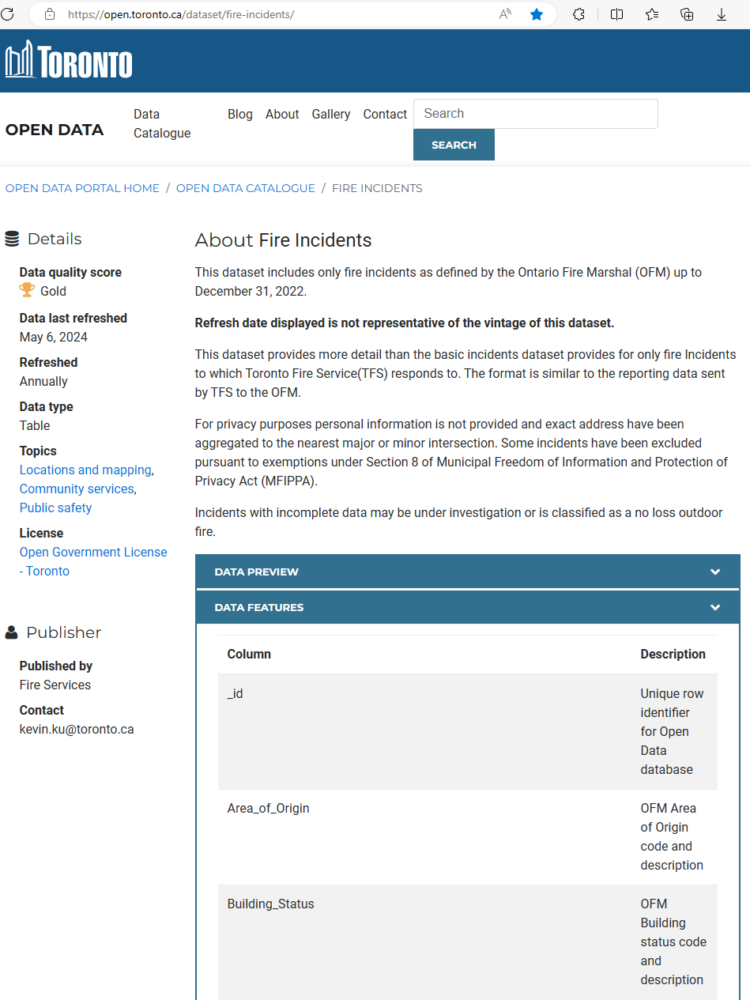 https://open.toronto.ca/dataset/fire-incidents/
TORONTO
OPEN DATA
Data
Catalogue
Blog
About
Gallery
Contact
Search
SEARCH
OPEN DATA PORTAL HOME / OPEN DATA CATALOGUE / FIRE INCIDENTS
Details
Data quality score
Gold
Data last refreshed
May 6, 2024
Refreshed
Annually
Data type
Table
Topics
Locations and mapping,
Community services,
Public safety
License
Open Government License
- Toronto
Publisher
Published by
Fire Services
Contact
kevin.ku@toronto.ca
About Fire Incidents
This dataset includes only fire incidents as defined by the Ontario Fire Marshal (OFM) up to
December 31, 2022.
Refresh date displayed is not representative of the vintage of this dataset.
This dataset provides more detail than the basic incidents dataset provides for only fire Incidents
to which Toronto Fire Service(TFS) responds to. The format is similar to the reporting data sent
by TFS to the OFM.
For privacy purposes personal information is not provided and exact address have been
aggregated to the nearest major or minor intersection. Some incidents have been excluded
pursuant to exemptions under Section 8 of Municipal Freedom of Information and Protection of
Privacy Act (MFIPPA).
Incidents with incomplete data may be under investigation or is classified as a no loss outdoor
fire.
DATA PREVIEW
DATA FEATURES
Column
Description
_id
Unique row
identifier
for Open
Data
database
Area_of_Origin
OFM Area
of Origin
code and
description
Building_Status
OFM
Building
status code
and
description